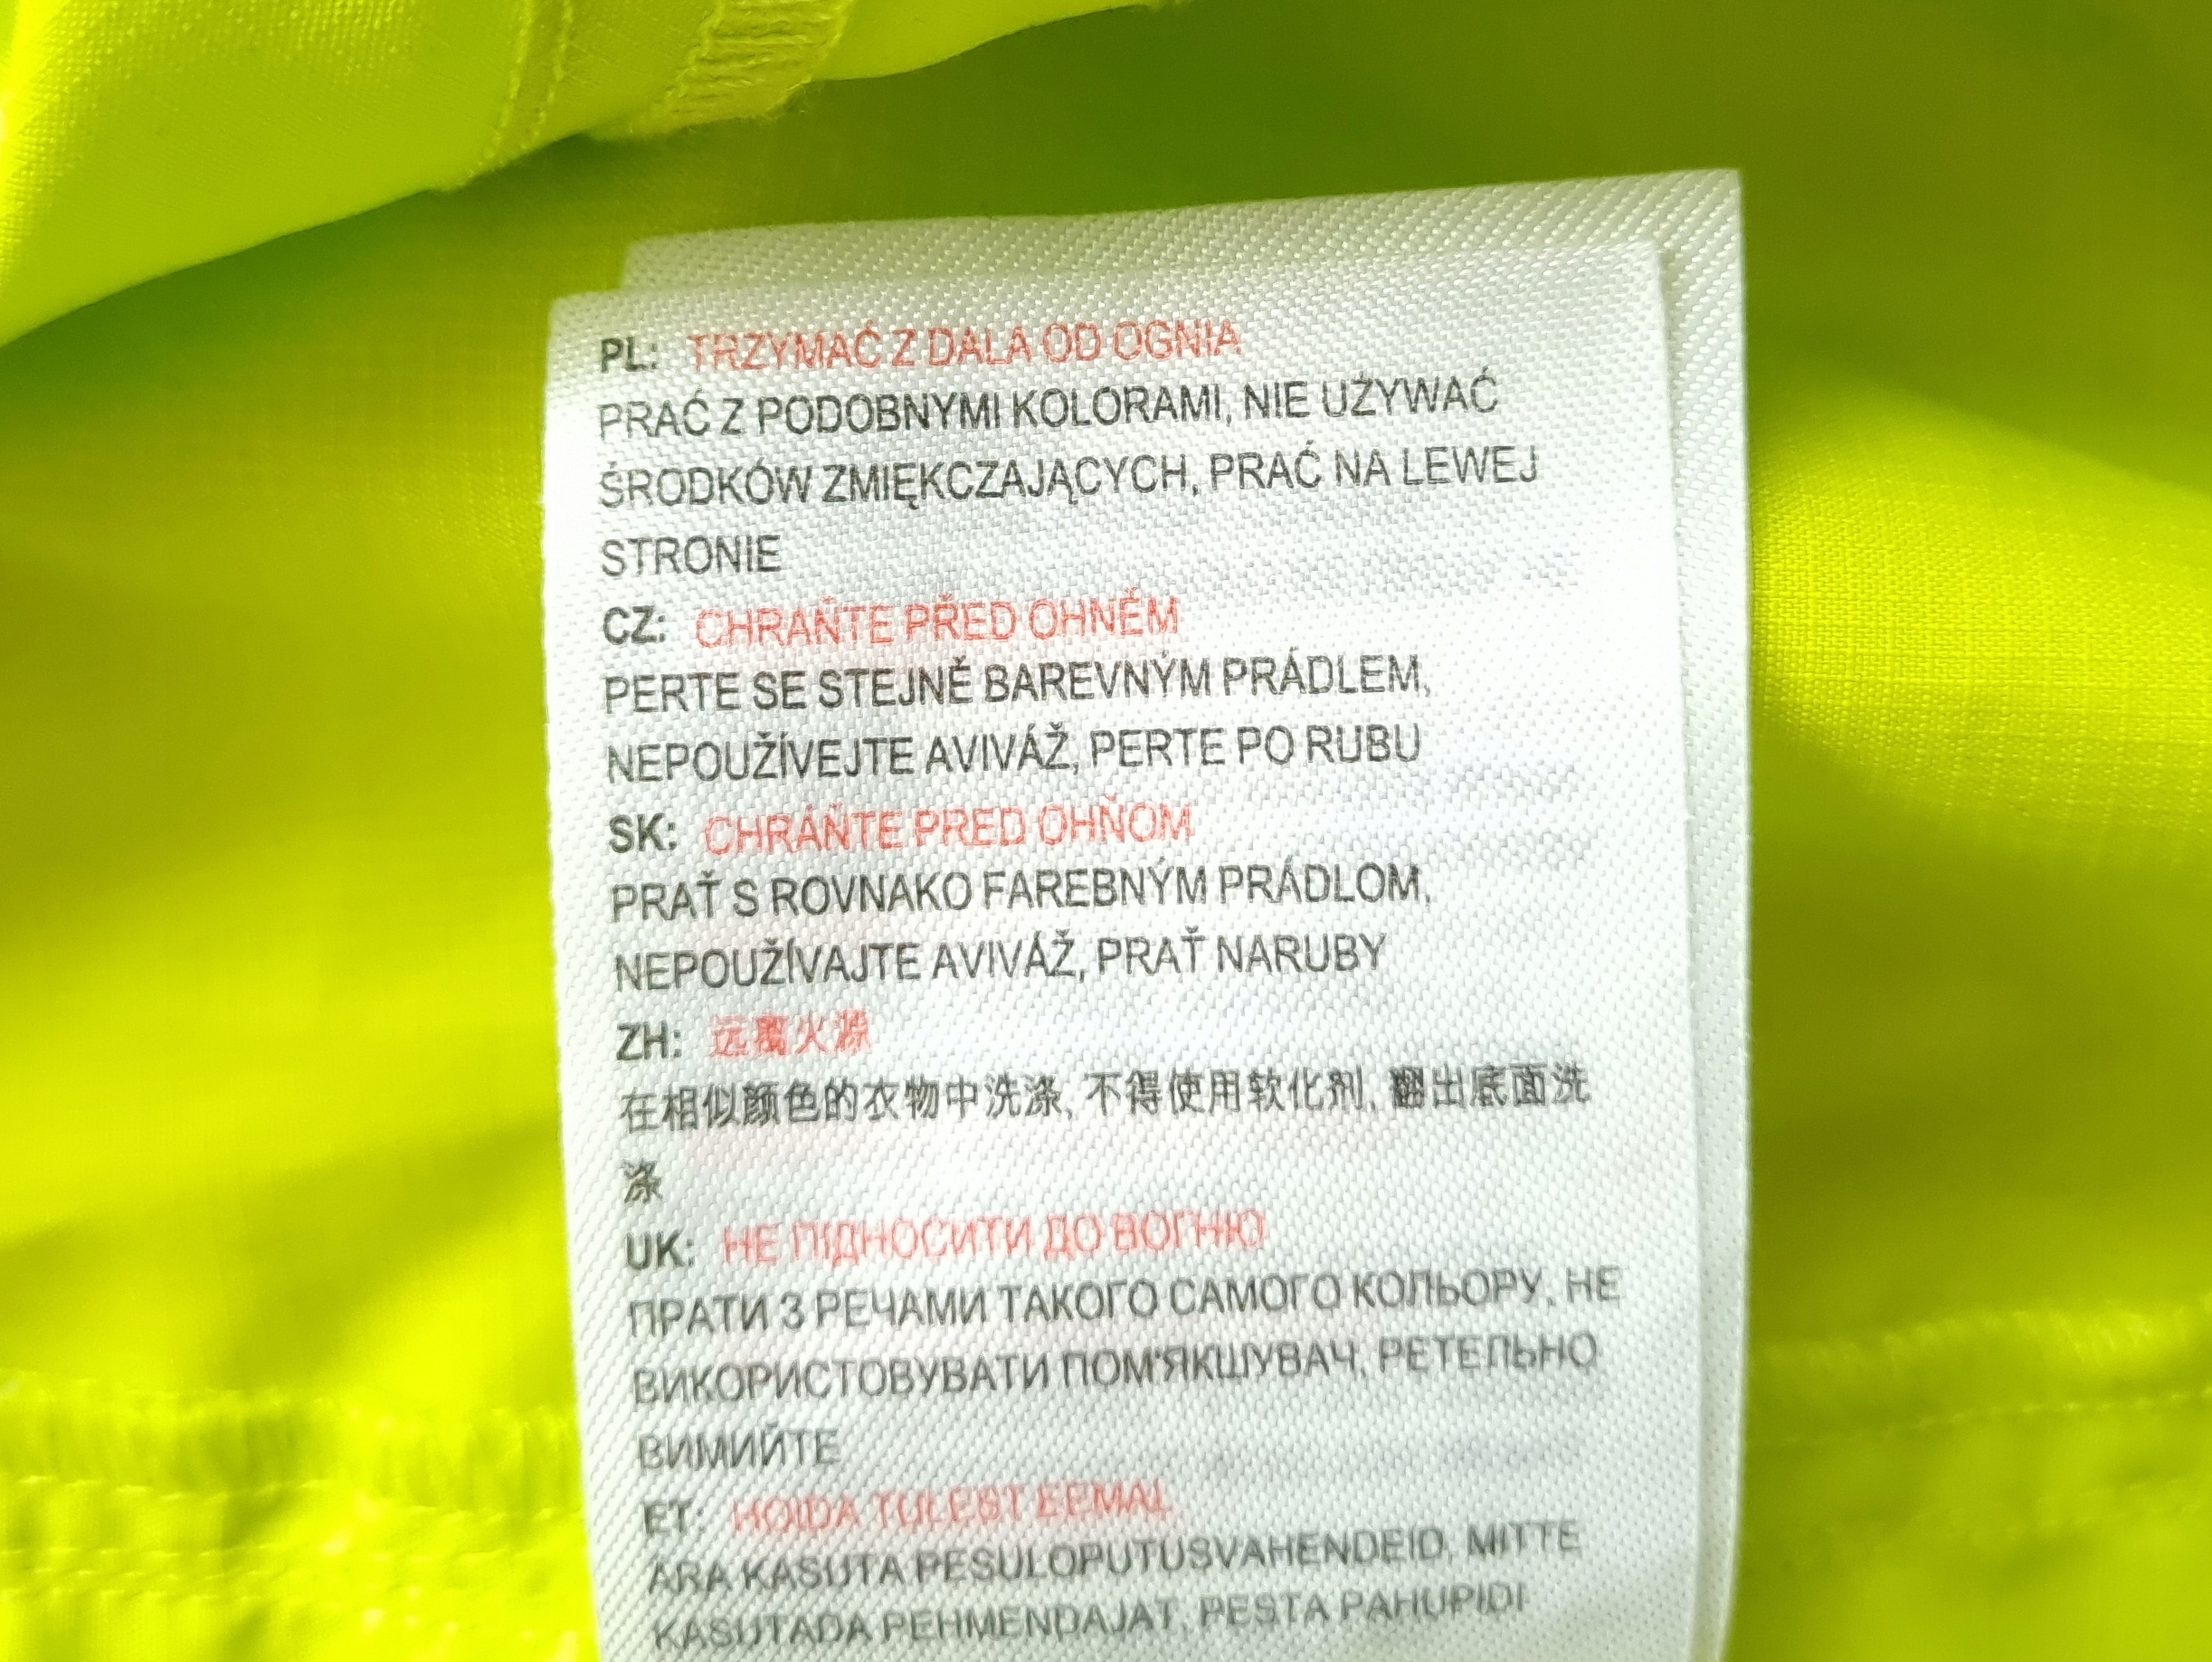 PL: TRZYMAĆ Z DALA OD OGNIA
PRAĆ Z PODOBNYMI KOLORAMI, NIE UŻYWAĆ
ŚRODKÓW ZMIĘKCZAJĄCYCH, PRAĆ NA LEWEJ
STRONIE
CZ: CHRAŇTE PŘED OHNĚM
PERTE SE STEJNĚ BAREVNÝM PRÁDLEM,
NEPOUŽÍVEJTE AVIVÁŽ, PERTE PO RUBU
SK: CHRÁŇTE PRED OHŇOM
PRAŤ S ROVNAKO FAREBNÝM PRÁDLOM,
NEPOUŽÍVAJTE AVIVÁŽ, PRAŤ NARUBY
ZH: 远离火源
在相似颜色的衣物中洗涤, 不得使用软化剂, 翻出底面洗
涤
UK: НЕ ПІДНОСИТИ ДО ВОГНЮ
ПРАТИ З РЕЧАМИ ТАКОГО САМОГО КОЛЬОРУ, НЕ
ВИКОРИСТОВУВАТИ ПОМ'ЯКШУВАЧ, РЕТЕЛЬНО
ВИМИЙТЕ
ET: HOIDA TULEST EEMAL
ÄRA KASUTA PESULOPUTUSVAHENDEID, MITTE
KASUTADA PEHMENDAJAT, PESTA PAHUPIDI